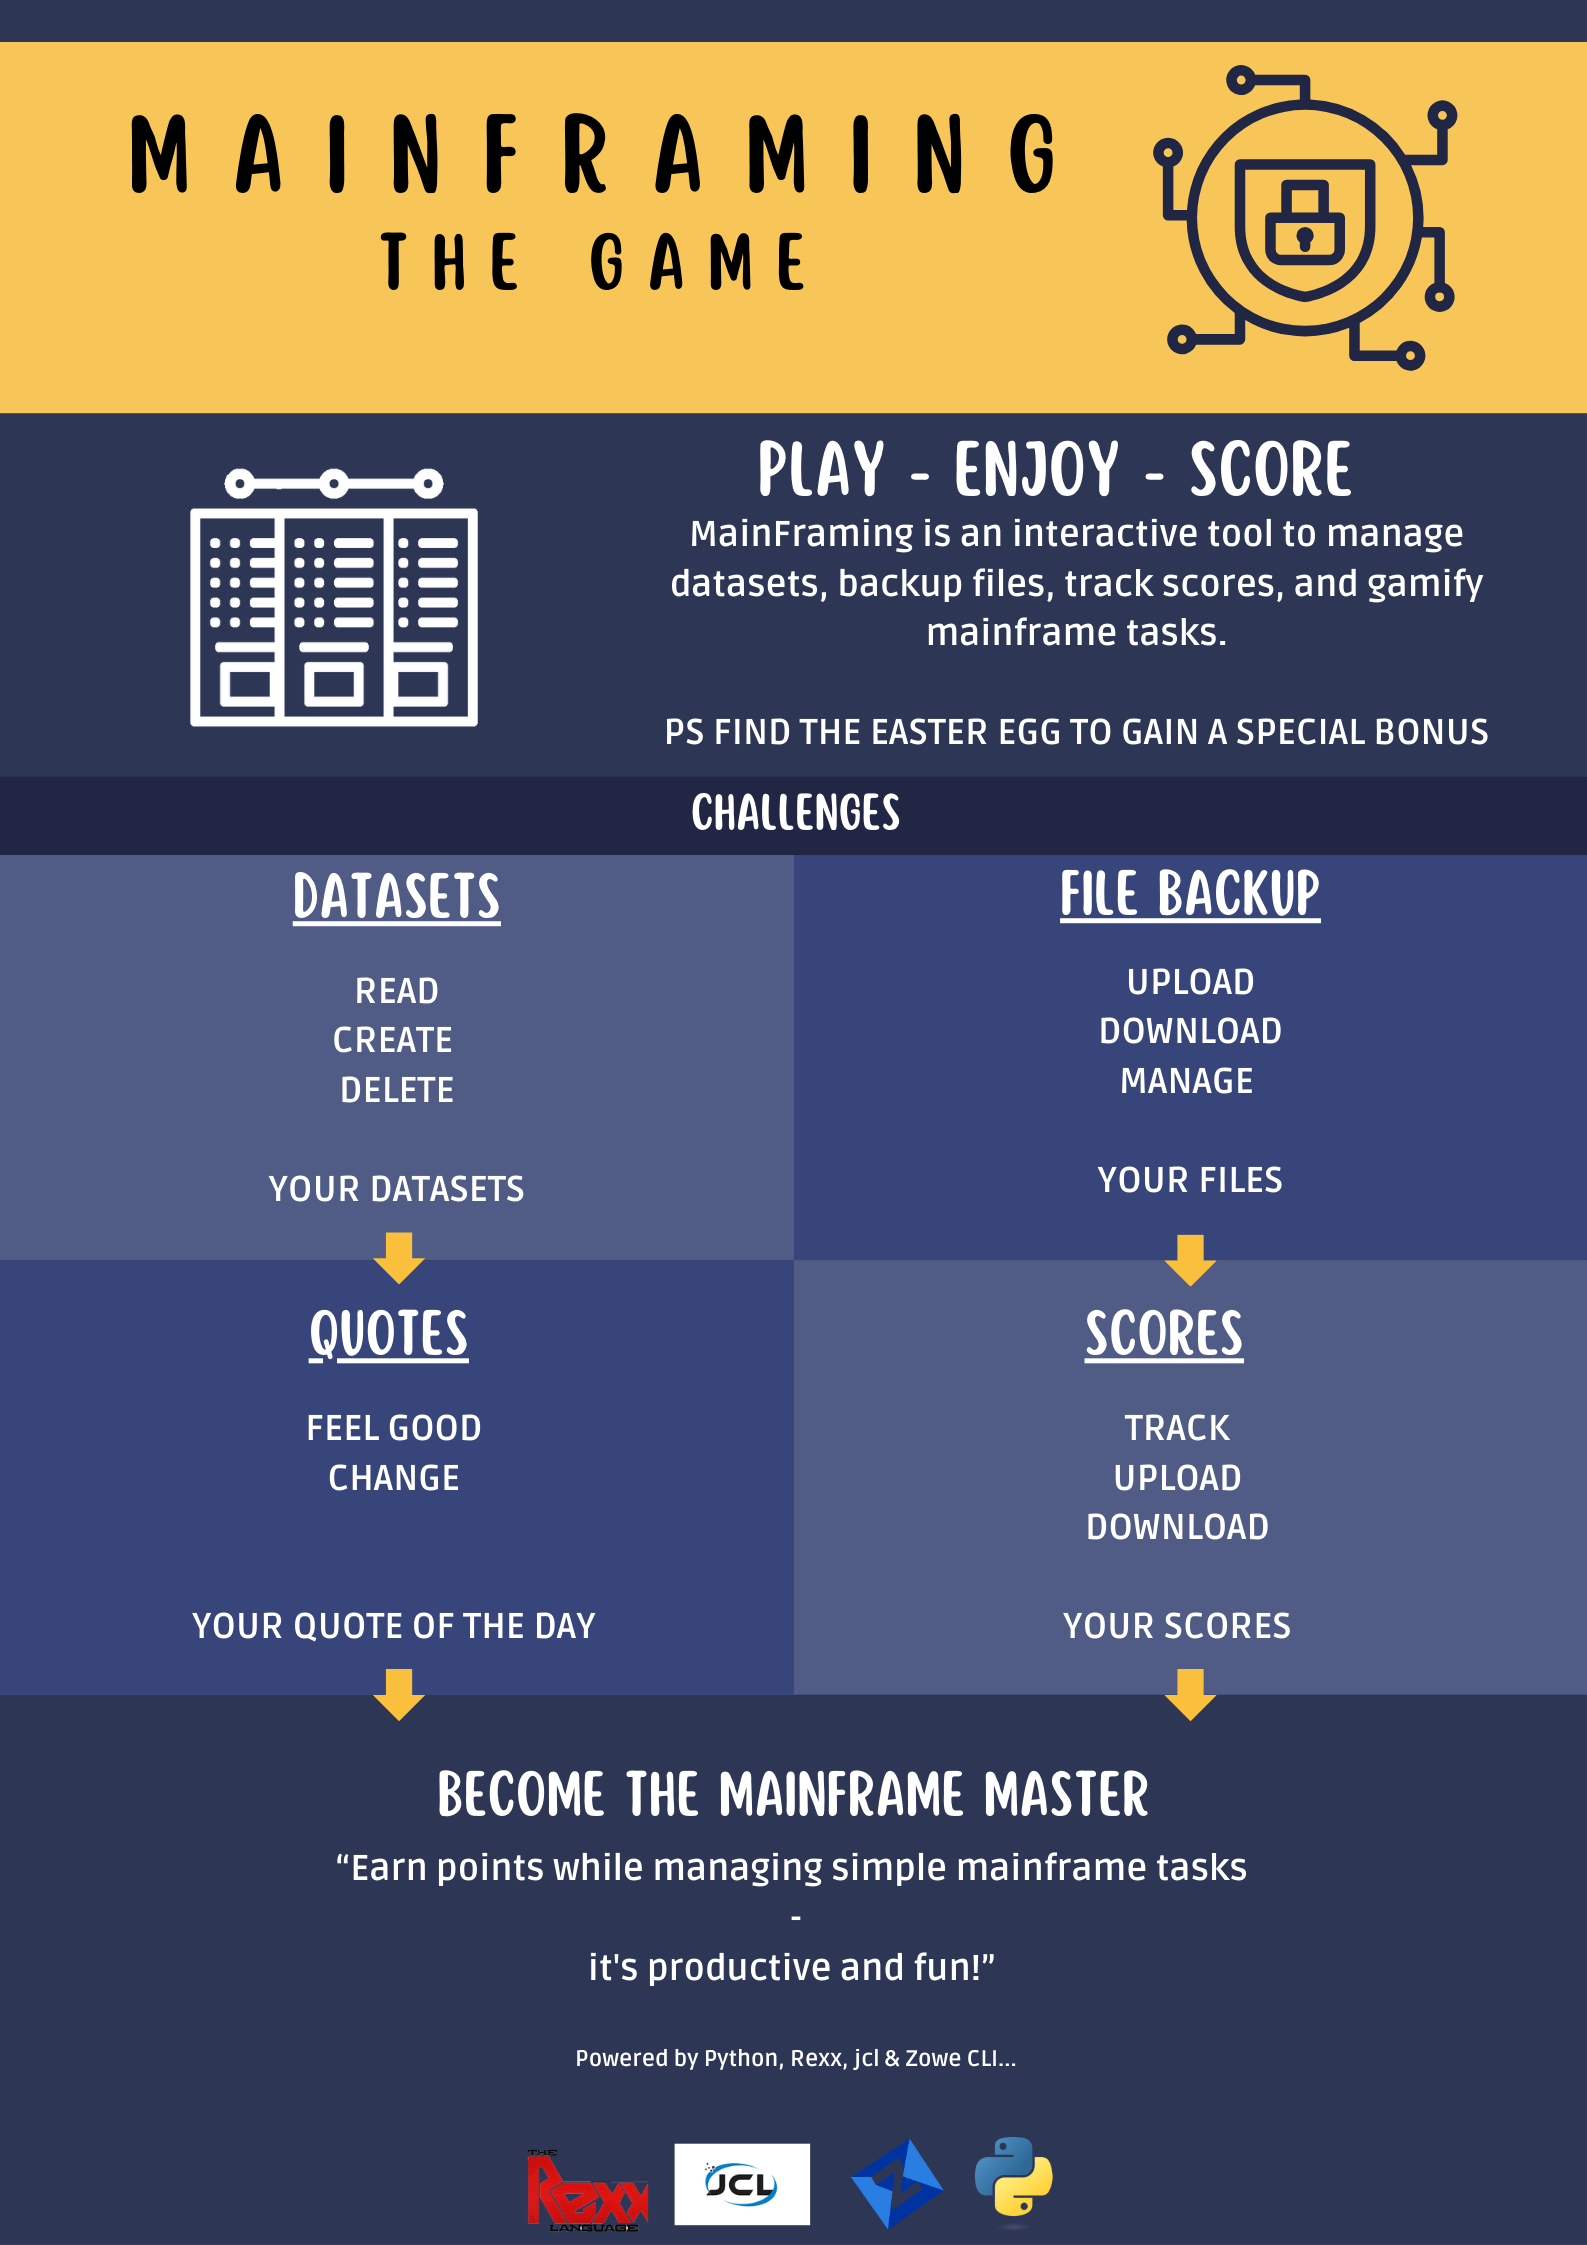 MAINFRAMING
THE GAME
PLAY - ENJOY - SCORE
MainFraming is an interactive tool to manage
datasets, backup files, track scores, and gamify
mainframe tasks.
PS FIND THE EASTER EGG TO GAIN A SPECIAL BONUS
CHALLENGES
DATASETS
READ
CREATE
DELETE
YOUR DATASETS
FILE BACKUP
UPLOAD
DOWNLOAD
MANAGE
YOUR FILES
QUOTES
FEEL GOOD
CHANGE
YOUR QUOTE OF THE DAY
SCORES
TRACK
UPLOAD
DOWNLOAD
YOUR SCORES
BECOME THE MAINFRAME MASTER
“Earn points while managing simple mainframe tasks
-
it's productive and fun!”
Powered by Python, Rexx, jcl & Zowe CLI...
THE
Rexx
LANGUAGE
JCL